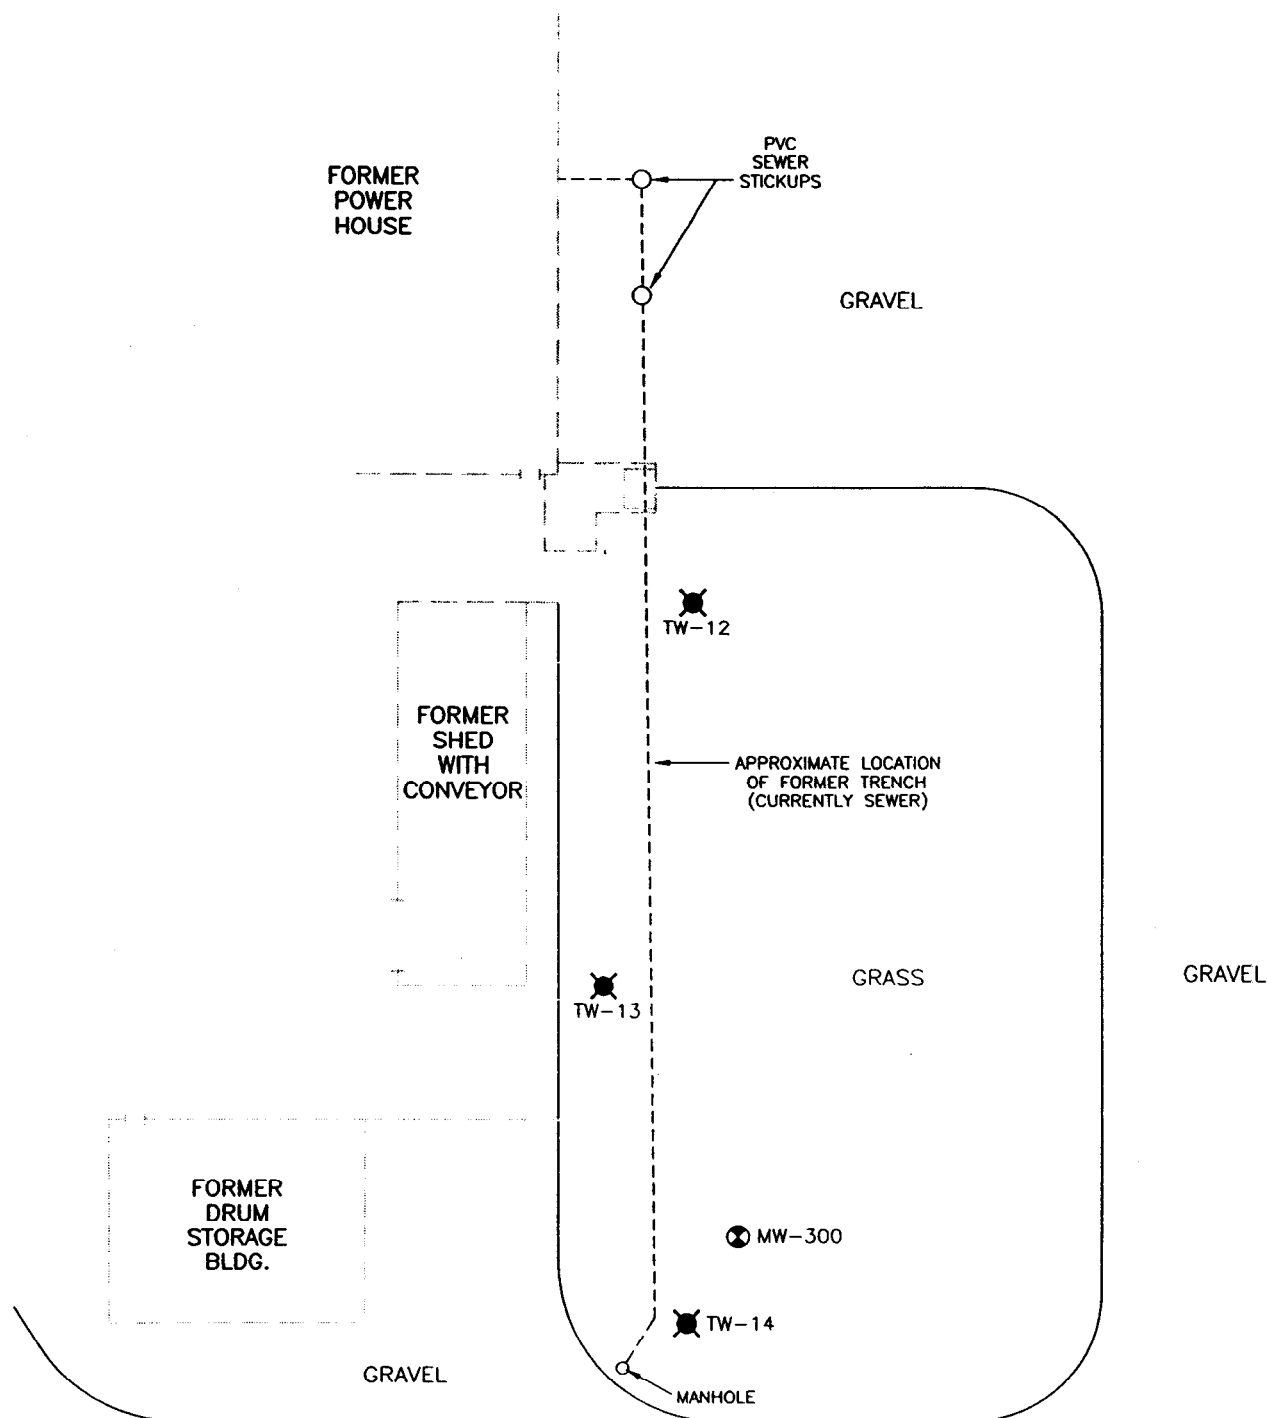 PVC
SEWER
STICKUPS
FORMER
POWER
HOUSE
GRAVEL
TW-12
FORMER
SHED
WITH
CONVEYOR
APPROXIMATE LOCATION
OF FORMER TRENCH
(CURRENTLY SEWER)
GRASS
GRAVEL
TW-13
FORMER
DRUM
STORAGE
BLDG.
MW-300
TW-14
GRAVEL
MANHOLE